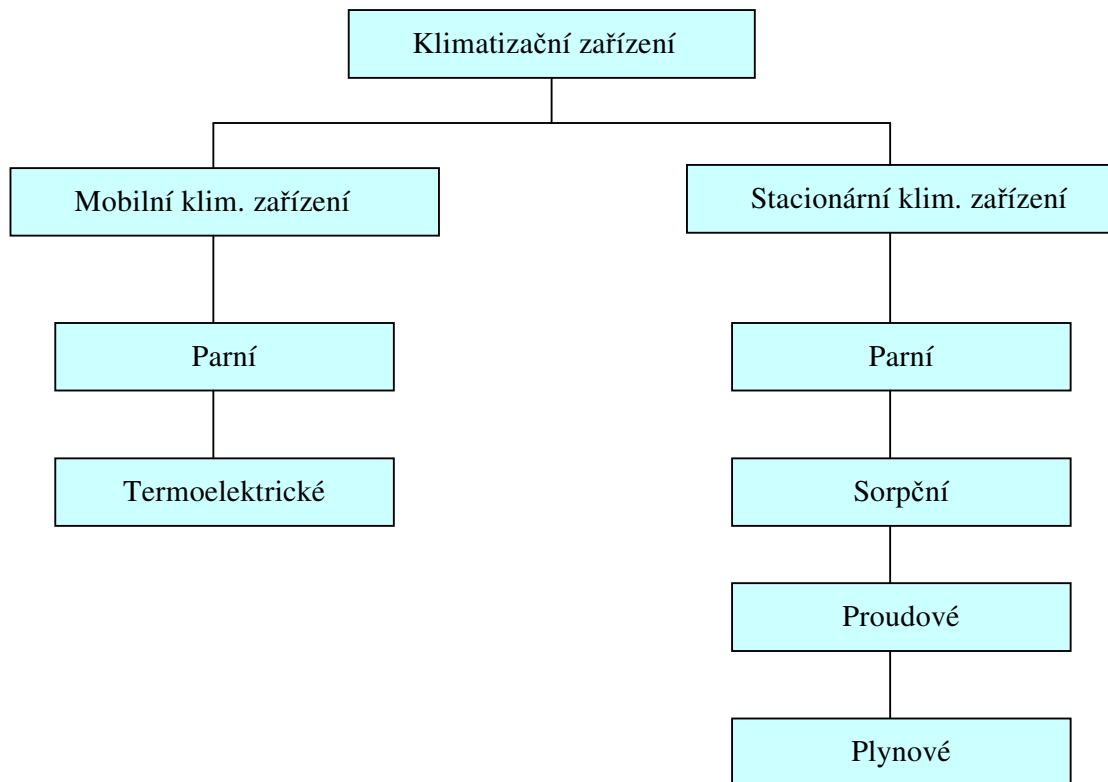 Klimatizační zařízení
Mobilní klim. zařízení
Stacionární klim. zařízení
Parní
Parní
Termoelektrické
Sorpční
Proudové
Plynové